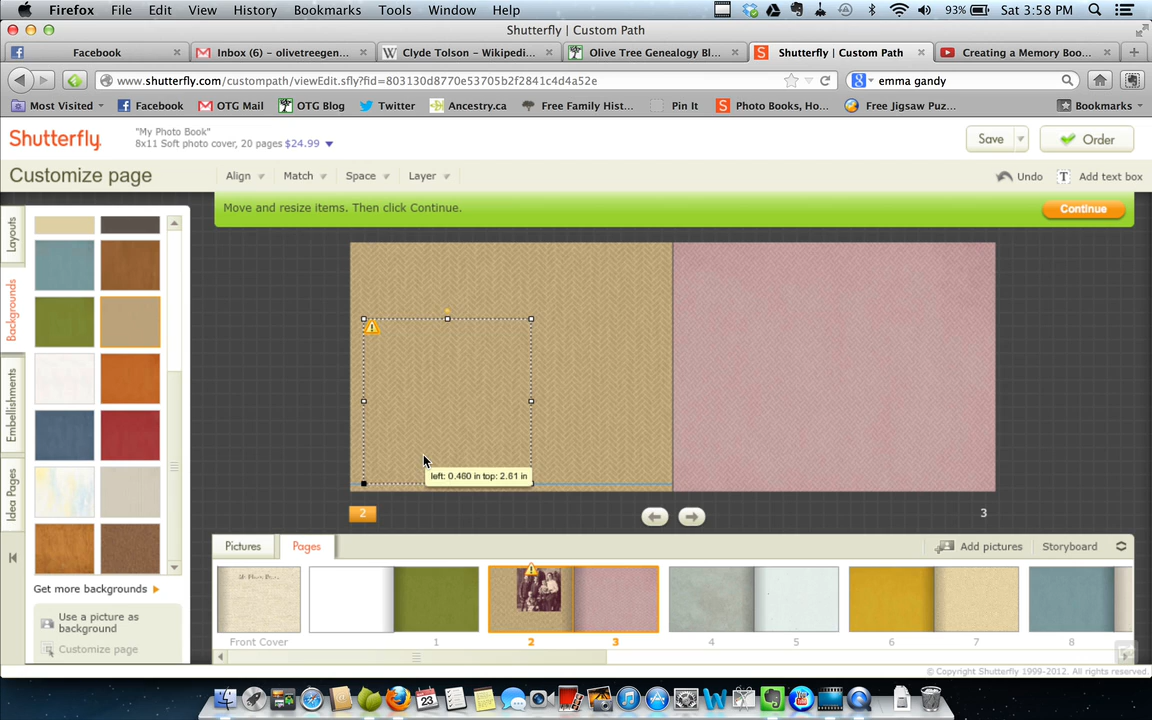 Firefox File Edit View History Bookmarks Tools Window Help 93% Sat 3:58 PM
Shutterfly | Custom Path
Facebook Inbox (6) – olivetreegen... Clyde Tolson – Wikipedi... Olive Tree Genealogy Bl... Shutterfly | Custom Path Creating a Memory Boo...
www.shutterfly.com/custompath/viewEdit.sfly?fid=803130d8770e53705b2f2841c4d4a52e emma gandy
Most Visited Facebook OTG Mail OTG Blog Twitter Ancestry.ca Free Family Hist... Pin It Photo Books, Ho... Free Jigsaw Puz... Bookmarks
Shutterfly.
"My Photo Book"
8x11 Soft photo cover, 20 pages $24.99
Save Order
Customize page Align Match Space Layer Undo Add text box
Move and resize items. Then click Continue. Continue
Layouts
Backgrounds
Embellishments
Idea Pages
left: 0.460 in top: 2.61 in
2 3
Pictures Pages Add pictures Storyboard
Front Cover 1 2 3 4 5 6 7 8
Get more backgrounds
Use a picture as
background
Customize page
© Copyright Shutterfly 1999-2012. All rights reserved.